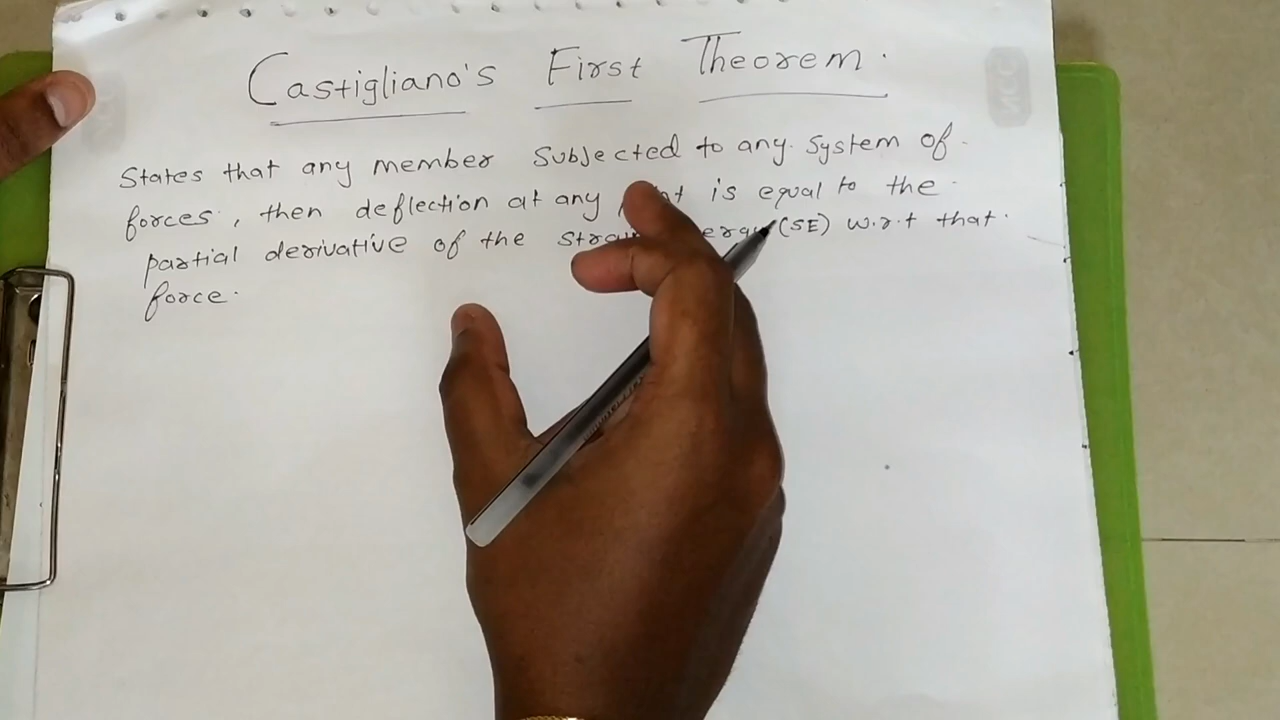 Castigliano's First Theorem.
States that any member Subjected to any System of
forces, then deflection at any is equal to the
partial derivative of the (SE) w.r.t that
force.